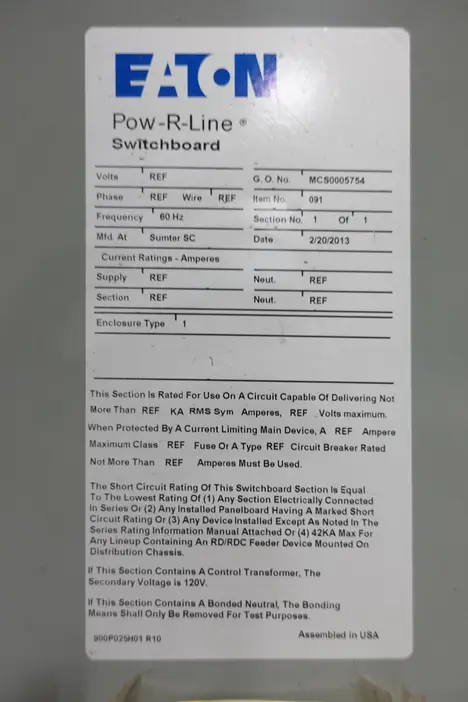 EATON
Pow-R-Line ®
Switchboard
Volts REF G. O. No. MCS0005754
Phase REF Wire REF Item No. 091
Frequency 60 Hz Section No. 1 Of 1
Mfd. At Sumter SC Date 2/20/2013
Current Ratings - Amperes
Supply REF Neut. REF
Section REF Neut. REF
Enclosure Type 1
This Section Is Rated For Use On A Circuit Capable Of Delivering Not
More Than REF KA RMS Sym Amperes, REF Volts maximum.
When Protected By A Current Limiting Main Device, A REF Ampere
Maximum Class REF Fuse Or A Type REF Circuit Breaker Rated
Not More Than REF Amperes Must Be Used.
The Short Circuit Rating Of This Switchboard Section Is Equal
To The Lowest Rating Of (1) Any Section Electrically Connected
In Series Or (2) Any Installed Panelboard Having A Marked Short
Circuit Rating Or (3) Any Device Installed Except As Noted In The
Series Rating Information Manual Attached Or (4) 42KA Max For
Any Lineup Containing An RD/RDC Feeder Device Mounted On
Distribution Chassis.
If This Section Contains A Control Transformer, The
Secondary Voltage is 120V.
If This Section Contains A Bonded Neutral, The Bonding
Means Shall Only Be Removed For Test Purposes.
900P025H01 R10 Assembled in USA